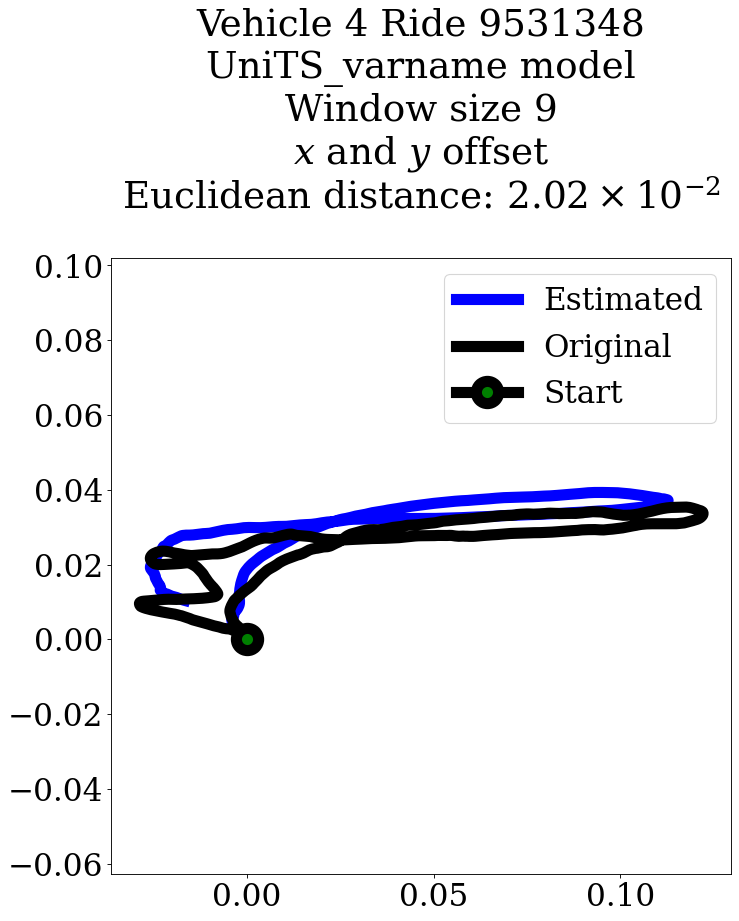 Vehicle 4 Ride 9531348
UniTS_varname model
Window size 9
x and y offset
Euclidean distance: 2.02 × 10⁻²
0.10
0.08
0.06
0.04
0.02
0.00
−0.02
−0.04
−0.06
Estimated
Original
Start
0.00 0.05 0.10